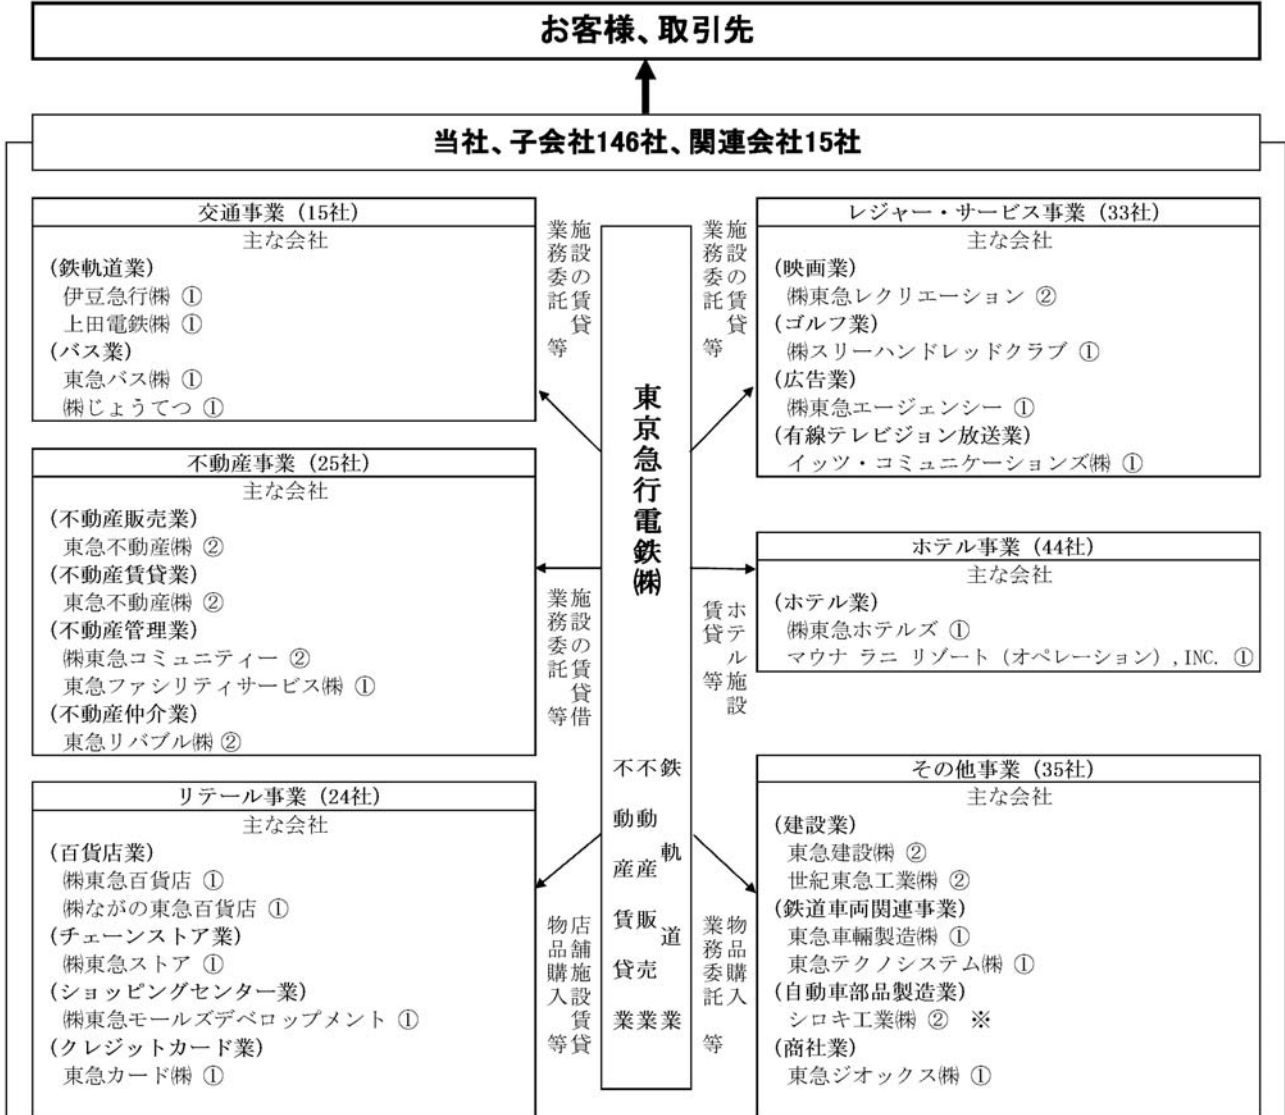 お客様、取引先
当社、子会社146社、関連会社15社
交通事業 (15社)
主な会社
(鉄軌道業)
伊豆急行㈱ ①
上田電鉄㈱ ①
(バス業)
東急バス㈱ ①
㈱じょうてつ ①
施設の賃貸
業務委託 等
不動産事業 (25社)
主な会社
(不動産販売業)
東急不動産㈱ ②
(不動産賃貸業)
東急不動産㈱ ②
(不動産管理業)
㈱東急コミュニティー ②
東急ファシリティサービス㈱ ①
(不動産仲介業)
東急リバブル㈱ ②
施設の賃貸借
業務委託 等
リテール事業 (24社)
主な会社
(百貨店業)
㈱東急百貨店 ①
㈱ながの東急百貨店 ①
(チェーンストア業)
㈱東急ストア ①
(ショッピングセンター業)
㈱東急モールズデベロップメント ①
(クレジットカード業)
東急カード㈱ ①
店舗施設賃貸
物品購入 等
東京急行電鉄㈱
鉄軌道業
不動産販売業
不動産賃貸業
施設の賃貸
業務委託 等
レジャー・サービス事業 (33社)
主な会社
(映画業)
㈱東急レクリエーション ②
(ゴルフ業)
㈱スリーハンドレッドクラブ ①
(広告業)
㈱東急エージェンシー ①
(有線テレビジョン放送業)
イッツ・コミュニケーションズ㈱ ①
ホテル施設
賃貸 等
ホテル事業 (44社)
主な会社
(ホテル業)
㈱東急ホテルズ ①
マウナ ラニ リゾート (オペレーション) ,INC. ①
物品購入
業務委託 等
その他事業 (35社)
主な会社
(建設業)
東急建設㈱ ②
世紀東急工業㈱ ②
(鉄道車両関連事業)
東急車輛製造㈱ ①
東急テクノシステム㈱ ①
(自動車部品製造業)
シロキ工業㈱ ② ※
(商社業)
東急ジオックス㈱ ①